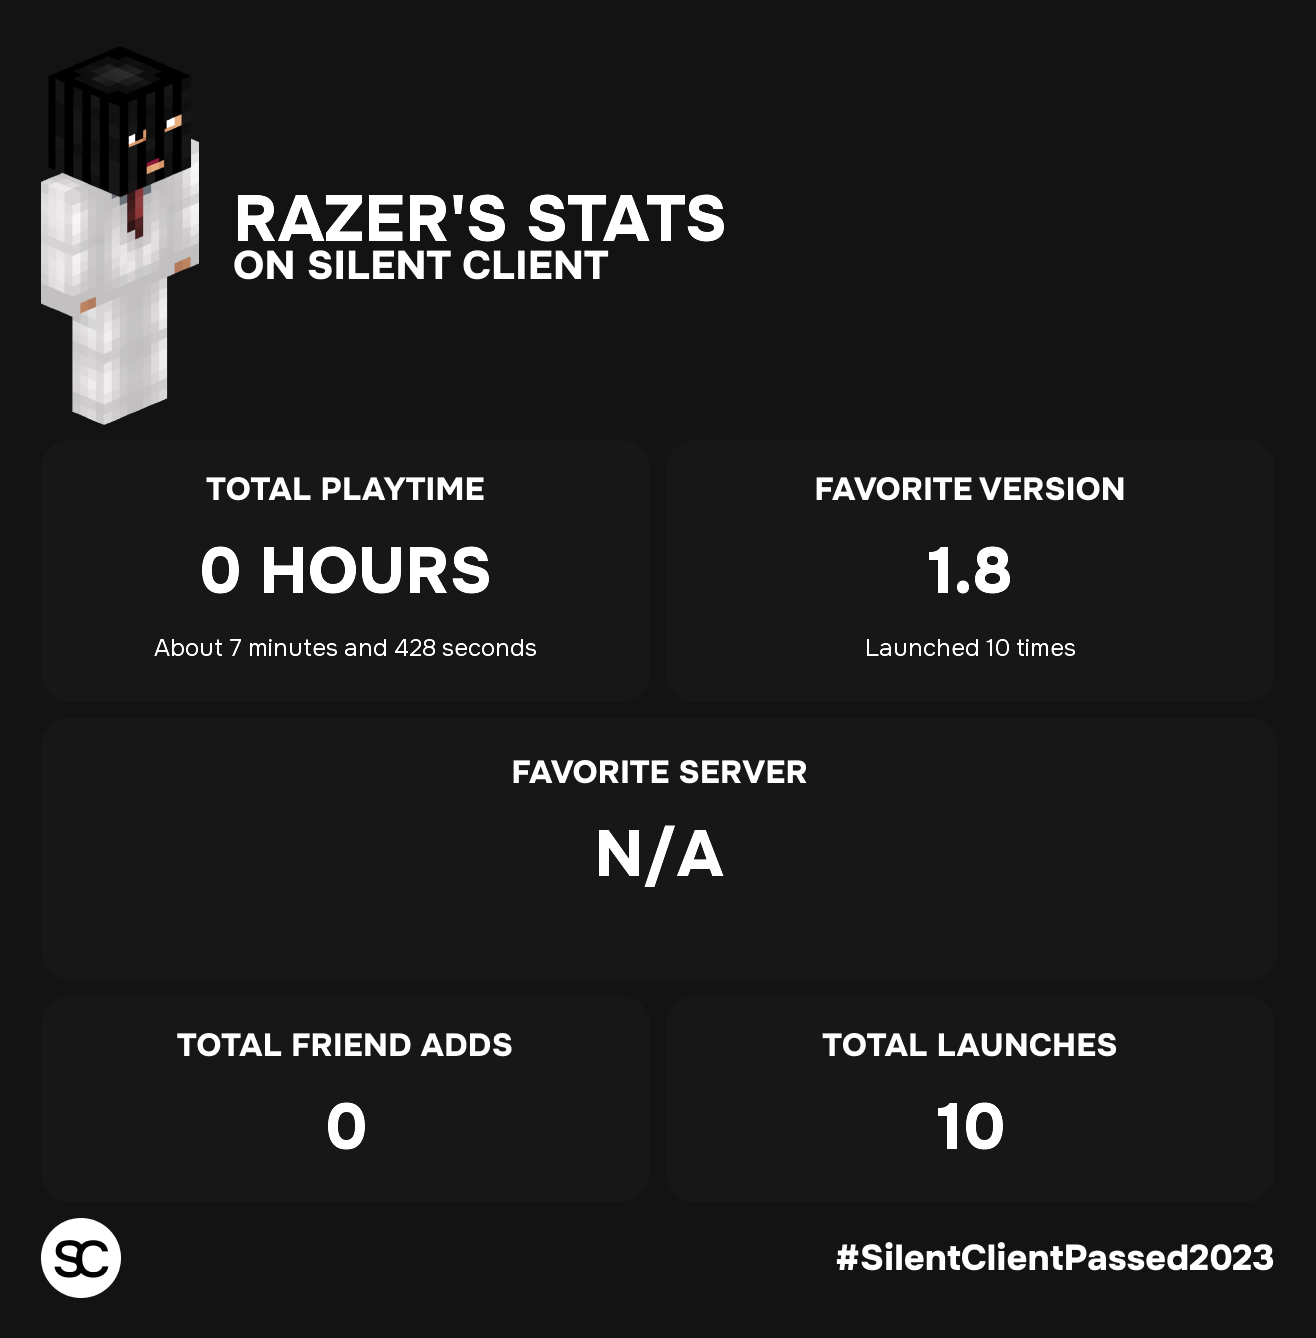 RAZER'S STATS
ON SILENT CLIENT
TOTAL PLAYTIME
0 HOURS
About 7 minutes and 428 seconds
FAVORITE VERSION
1.8
Launched 10 times
FAVORITE SERVER
N/A
TOTAL FRIEND ADDS
0
TOTAL LAUNCHES
10
SC
#SilentClientPassed2023